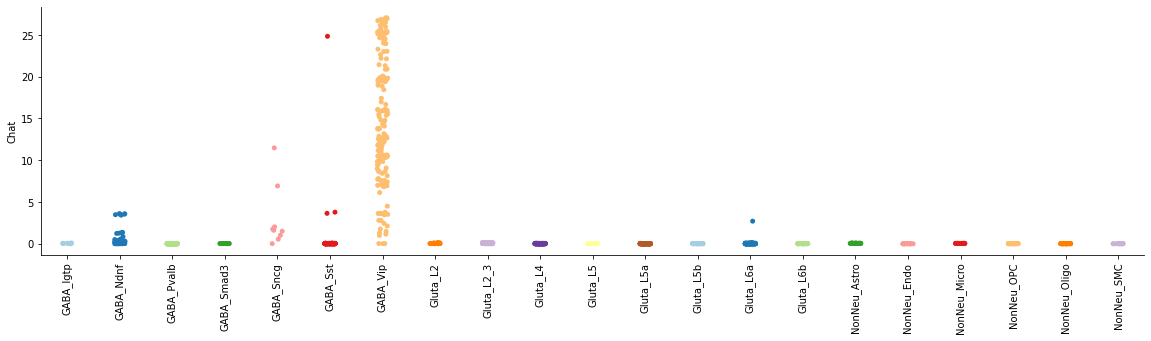 25
20
15
10
5
0
Chat
GABA_Igtp
GABA_Ndnf
GABA_Pvalb
GABA_Smad3
GABA_Sncg
GABA_Sst
GABA_Vip
Gluta_L2
Gluta_L2_3
Gluta_L4
Gluta_L5
Gluta_L5a
Gluta_L5b
Gluta_L6a
Gluta_L6b
NonNeu_Astro
NonNeu_Endo
NonNeu_Micro
NonNeu_OPC
NonNeu_Oligo
NonNeu_SMC